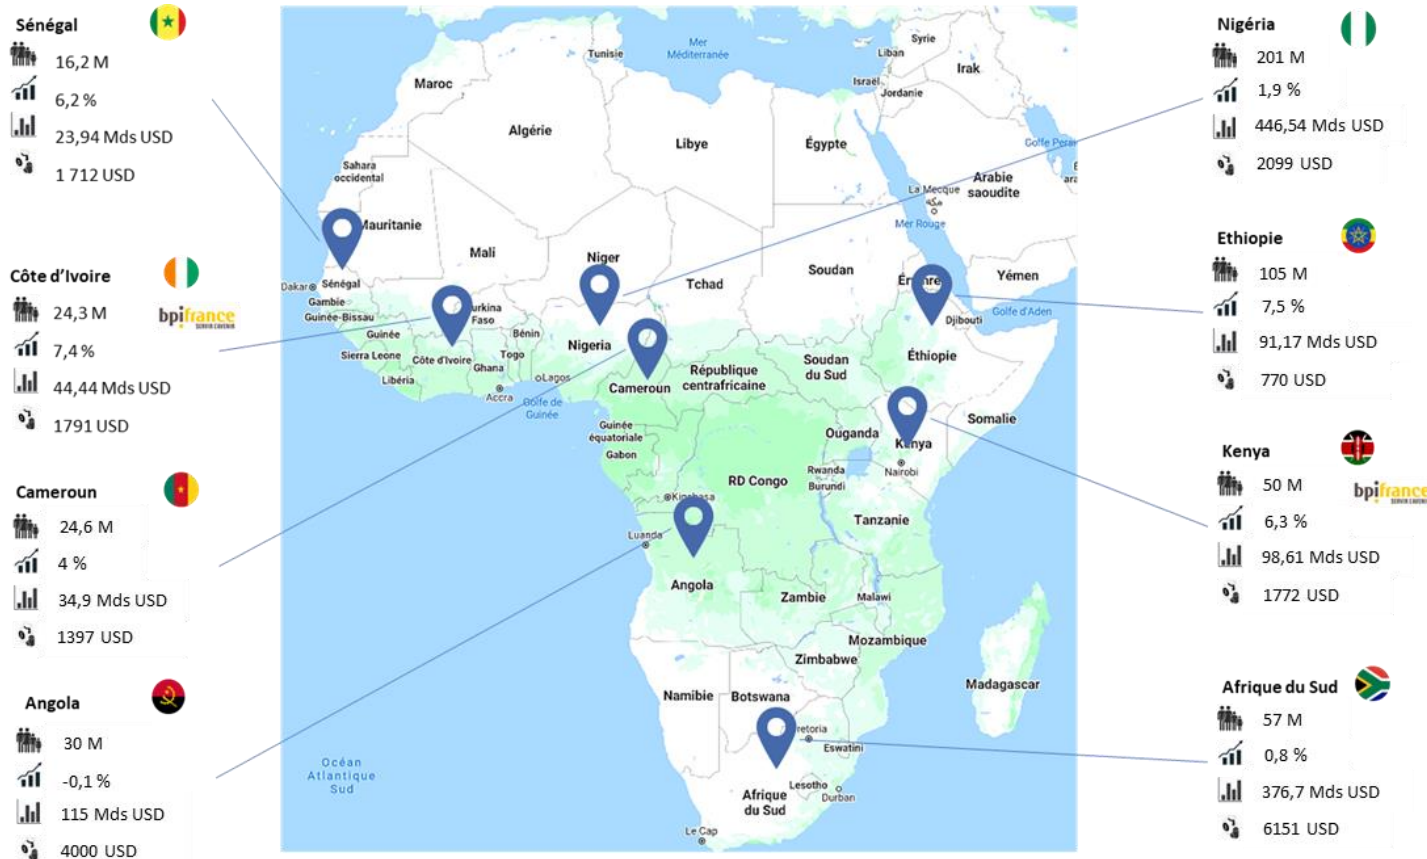 Sénégal
16,2 M
6,2 %
23,94 Mds USD
1 712 USD
Côte d'Ivoire
24,3 M
bpifrance
SERVIR L'AVENIR
7,4 %
44,44 Mds USD
1791 USD
Cameroun
24,6 M
4 %
34,9 Mds USD
1397 USD
Angola
30 M
-0,1 %
115 Mds USD
4000 USD
Mer
Méditerranée
Tunisie
Liban
Syrie
Israël
Irak
Jordanie
Maroc
Algérie
Libye
Égypte
Golfe Persi
Sahara
occidental
Arabie
saoudite
La Mecque
مكة
Mer Rouge
Mauritanie
Mali
Niger
Tchad
Soudan
Yémen
Dakar
Sénégal
Gambie
Guinée-Bissau
Burkina
Faso
Djibouti
Golfe d'Aden
Guinée
Bénin
Nigeria
Sierra Leone
Côte d'Ivoire
Togo
Ghana
Libéria
Accra
Lagos
Golfe de
Guinée
Cameroun
République
centrafricaine
Soudan
du Sud
Éthiopie
Somalie
Guinée
équatoriale
Gabon
Ouganda
Kenya
Nairobi
Rwanda
Burundi
RD Congo
Kinshasa
Luanda
Tanzanie
Angola
Zambie
Malawi
Mozambique
Zimbabwe
Madagascar
Namibie
Botswana
Pretoria
Eswatini
Océan
Atlantique
Sud
Lesotho
Durban
Afrique
du Sud
Le Cap
Nigéria
201 M
1,9 %
446,54 Mds USD
2099 USD
Ethiopie
105 M
7,5 %
91,17 Mds USD
770 USD
Kenya
50 M
bpifrance
SERVIR L'AVENIR
6,3 %
98,61 Mds USD
1772 USD
Afrique du Sud
57 M
0,8 %
376,7 Mds USD
6151 USD